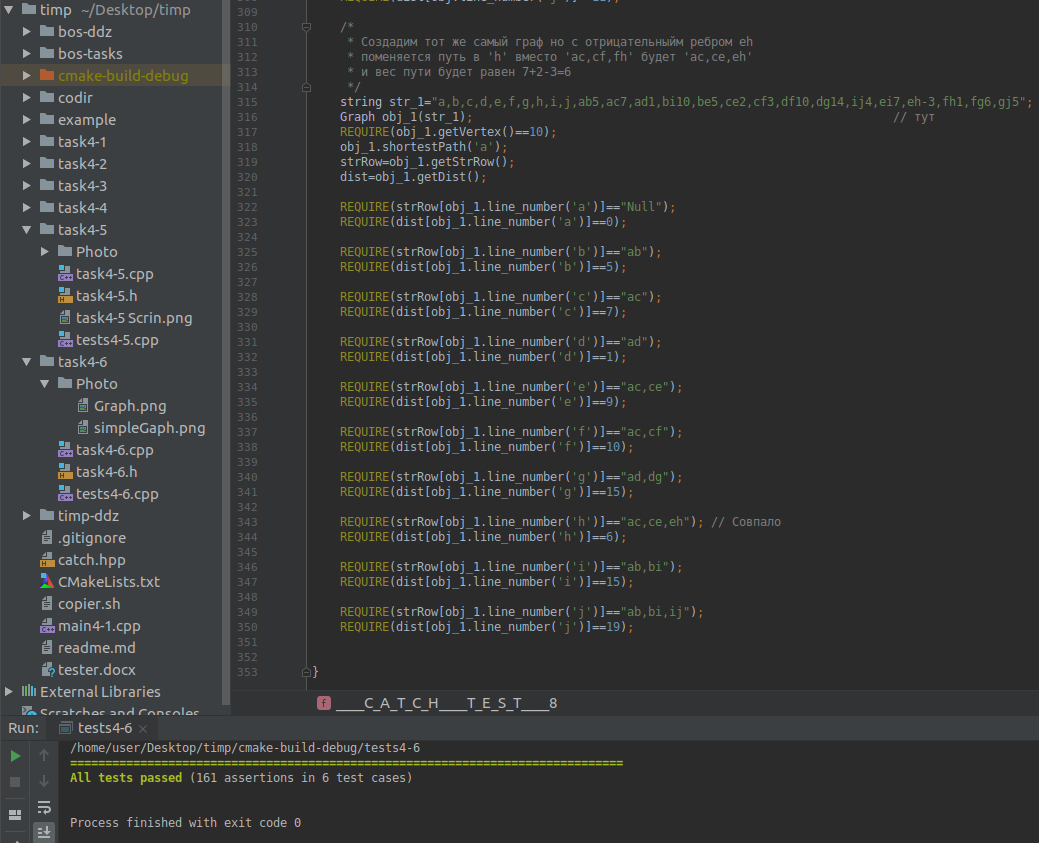 timp ~/Desktop/timp
bos-ddz
bos-tasks
cmake-build-debug
codir
example
task4-1
task4-2
task4-3
task4-4
task4-5
Photo
task4-5.cpp
task4-5.h
task4-5 Scrin.png
tests4-5.cpp
task4-6
Photo
Graph.png
simpleGaph.png
task4-6.cpp
task4-6.h
tests4-6.cpp
timp-ddz
.gitignore
catch.hpp
CMakeLists.txt
copier.sh
main4-1.cpp
readme.md
tester.docx
External Libraries
Scratches and Consoles
309
310 /*
311 * Создадим тот же самый граф но с отрицательныйм ребром eh
312 * поменяется путь в 'h' вместо 'ac,cf,fh' будет 'ac,ce,eh'
313 * и вес пути будет равен 7+2-3=6
314 */
315 string str_1="a,b,c,d,e,f,g,h,i,j,ab5,ac7,ad1,bi10,be5,ce2,cf3,df10,dg14,ij4,ei7,eh-3,fh1,fg6,gj5";
316 Graph obj_1(str_1); // тут
317 REQUIRE(obj_1.getVertex()==10);
318 obj_1.shortestPath('a');
319 strRow=obj_1.getStrRow();
320 dist=obj_1.getDist();
321
322 REQUIRE(strRow[obj_1.line_number('a')]=="Null");
323 REQUIRE(dist[obj_1.line_number('a')]==0);
324
325 REQUIRE(strRow[obj_1.line_number('b')]=="ab");
326 REQUIRE(dist[obj_1.line_number('b')]==5);
327
328 REQUIRE(strRow[obj_1.line_number('c')]=="ac");
329 REQUIRE(dist[obj_1.line_number('c')]==7);
330
331 REQUIRE(strRow[obj_1.line_number('d')]=="ad");
332 REQUIRE(dist[obj_1.line_number('d')]==1);
333
334 REQUIRE(strRow[obj_1.line_number('e')]=="ac,ce");
335 REQUIRE(dist[obj_1.line_number('e')]==9);
336
337 REQUIRE(strRow[obj_1.line_number('f')]=="ac,cf");
338 REQUIRE(dist[obj_1.line_number('f')]==10);
339
340 REQUIRE(strRow[obj_1.line_number('g')]=="ad,dg");
341 REQUIRE(dist[obj_1.line_number('g')]==15);
342
343 REQUIRE(strRow[obj_1.line_number('h')]=="ac,ce,eh"); // Совпало
344 REQUIRE(dist[obj_1.line_number('h')]==6);
345
346 REQUIRE(strRow[obj_1.line_number('i')]=="ab,bi");
347 REQUIRE(dist[obj_1.line_number('i')]==15);
348
349 REQUIRE(strRow[obj_1.line_number('j')]=="ab,bi,ij");
350 REQUIRE(dist[obj_1.line_number('j')]==19);
351
352
353 }
f ____C_A_T_C_H____T_E_S_T____8
Run: tests4-6
/home/user/Desktop/timp/cmake-build-debug/tests4-6
===============================================================================
All tests passed (161 assertions in 6 test cases)
Process finished with exit code 0